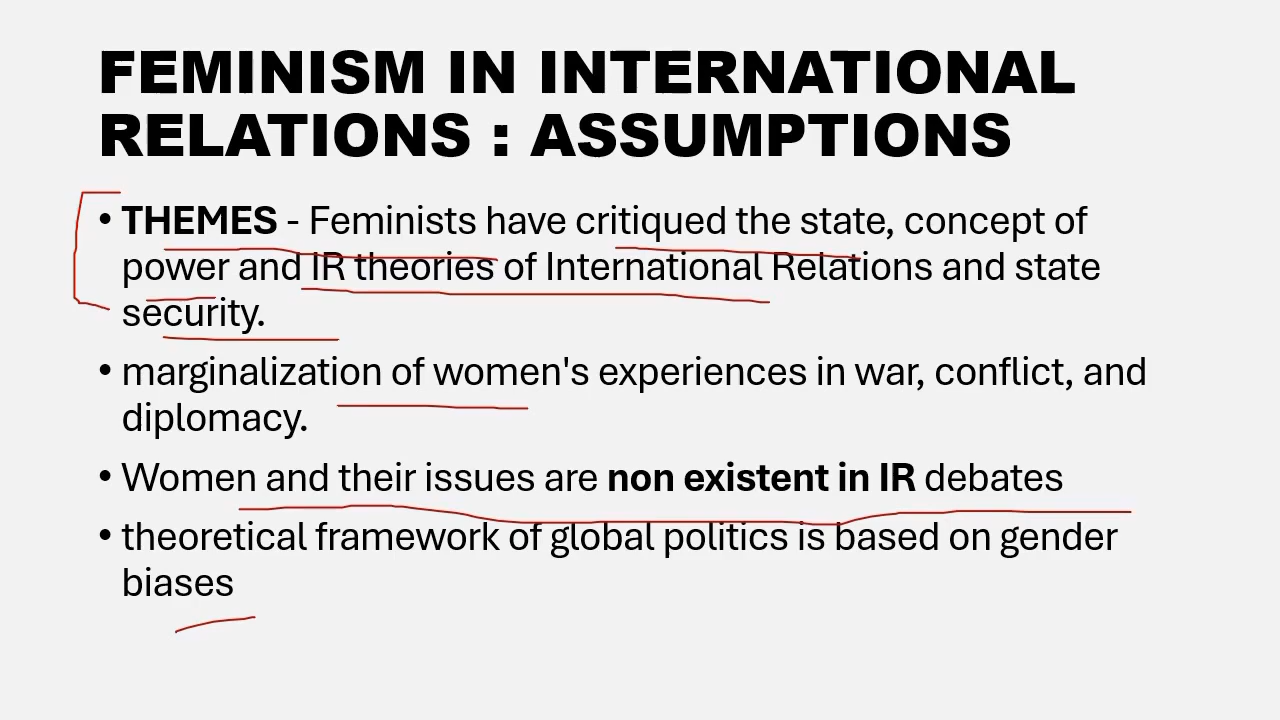 FEMINISM IN INTERNATIONAL
RELATIONS : ASSUMPTIONS
• THEMES - Feminists have critiqued the state, concept of
power and IR theories of International Relations and state
security.
• marginalization of women's experiences in war, conflict, and
diplomacy.
• Women and their issues are non existent in IR debates
• theoretical framework of global politics is based on gender
biases